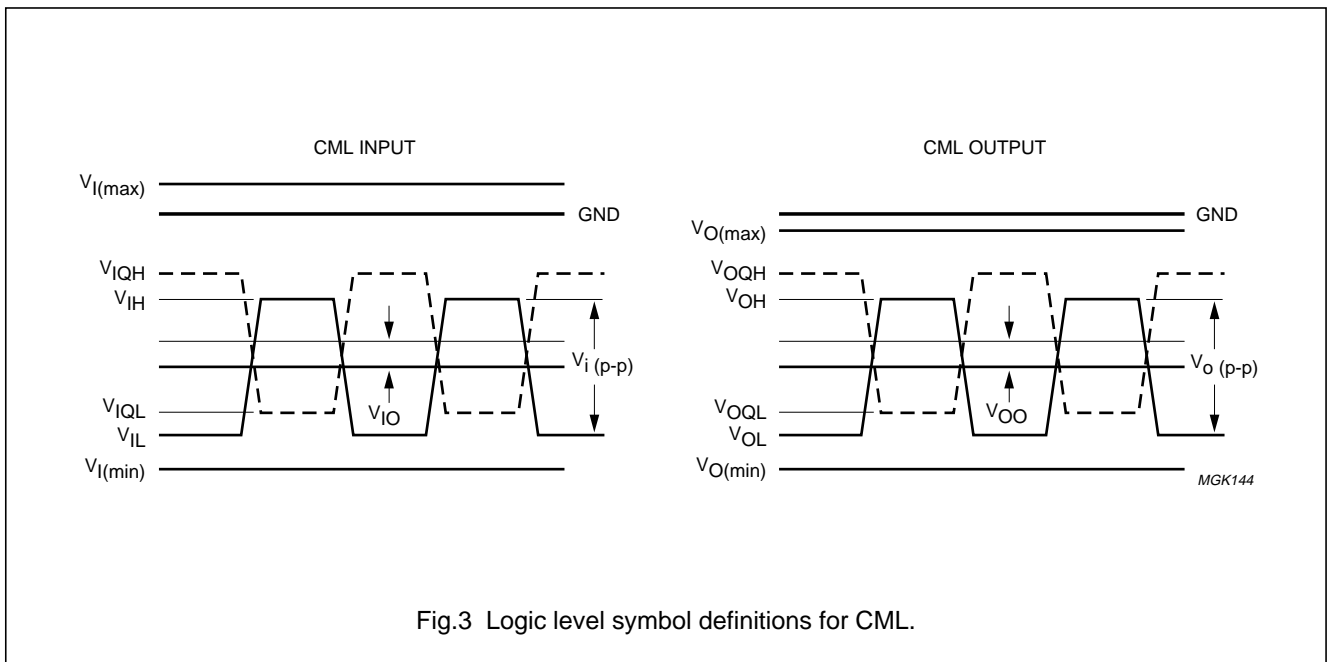 CML INPUT
VI(max)
GND
VIQH
VIH
Vi (p-p)
VIQL
VIO
VIL
VI(min)
CML OUTPUT
GND
VO(max)
VOQH
VOH
Vo (p-p)
VOQL
VOO
VOL
VO(min)
MGK144
Fig.3 Logic level symbol definitions for CML.